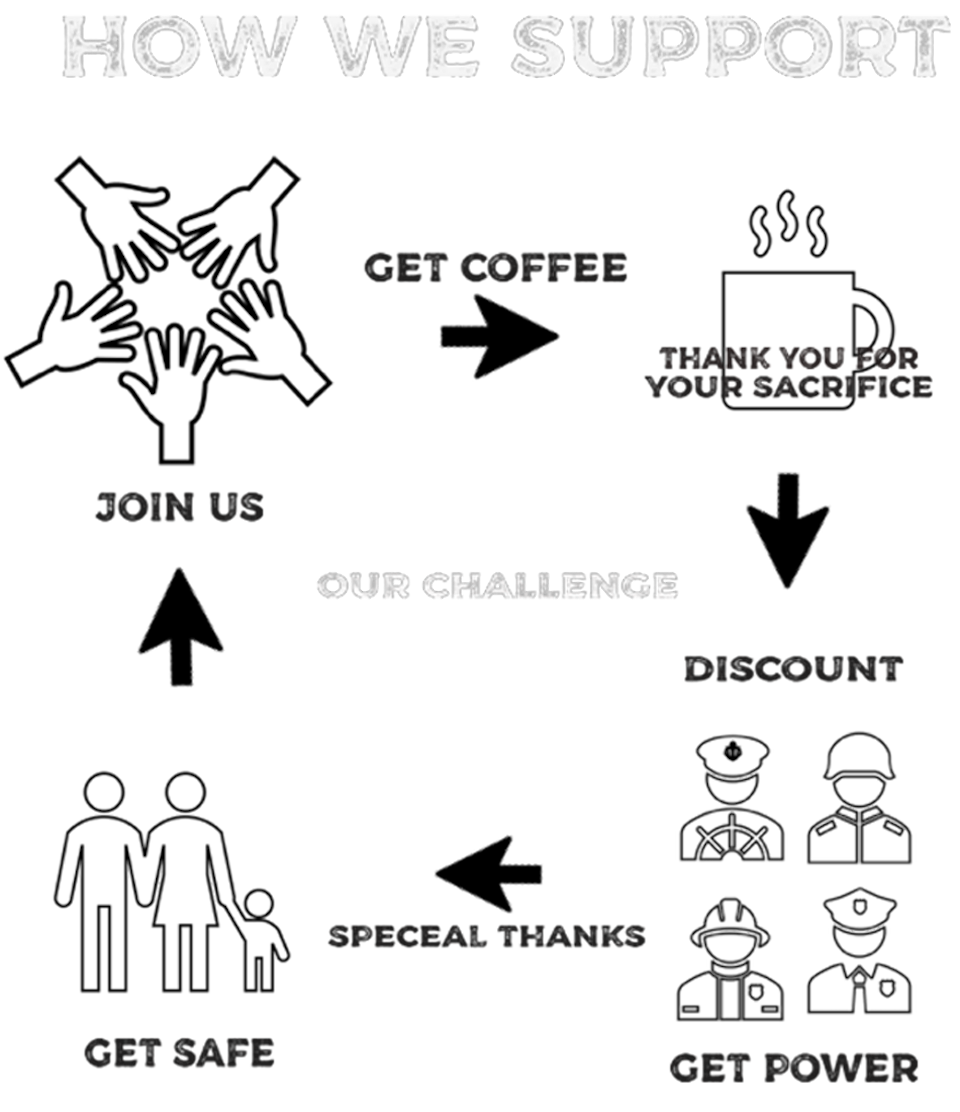 HOW WE SUPPORT
GET COFFEE
THANK YOU FOR
YOUR SACRIFICE
JOIN US
OUR CHALLENGE
DISCOUNT
SPECEAL THANKS
GET SAFE
GET POWER